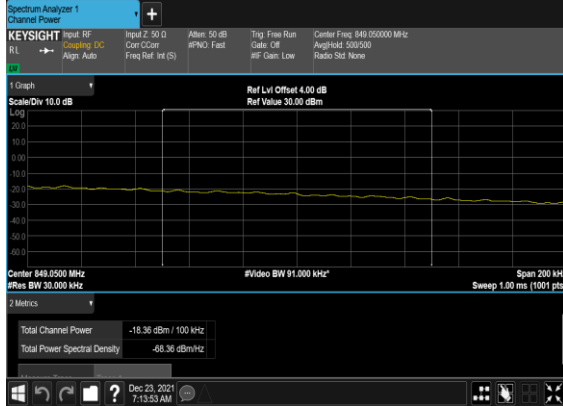 Spectrum Analyzer 1
Channel Power
KEYSIGHT Input: RF Input Z: 50 Ω Atten: 50 dB Trig: Free Run Center Freq: 849.050000 MHz
R L Coupling: DC Corr CCorr #PNO: Fast Gate: Off Avg|Hold: 500/500
Align: Auto Freq Ref: Int (S) #IF Gain: Low Radio Std: None
1 Graph Ref Lvl Offset 4.00 dB
Scale/Div 10.0 dB Ref Value 30.00 dBm
Log
20.0
10.0
0.00
-10.0
-20.0
-30.0
-40.0
-50.0
-60.0
Center 849.0500 MHz #Video BW 91.000 kHz* Span 200 kH
#Res BW 30.000 kHz Sweep 1.00 ms (1001 pts
2 Metrics
Total Channel Power -18.36 dBm / 100 kHz
Total Power Spectral Density -68.36 dBm/Hz
Dec 23, 2021
7:13:53 AM